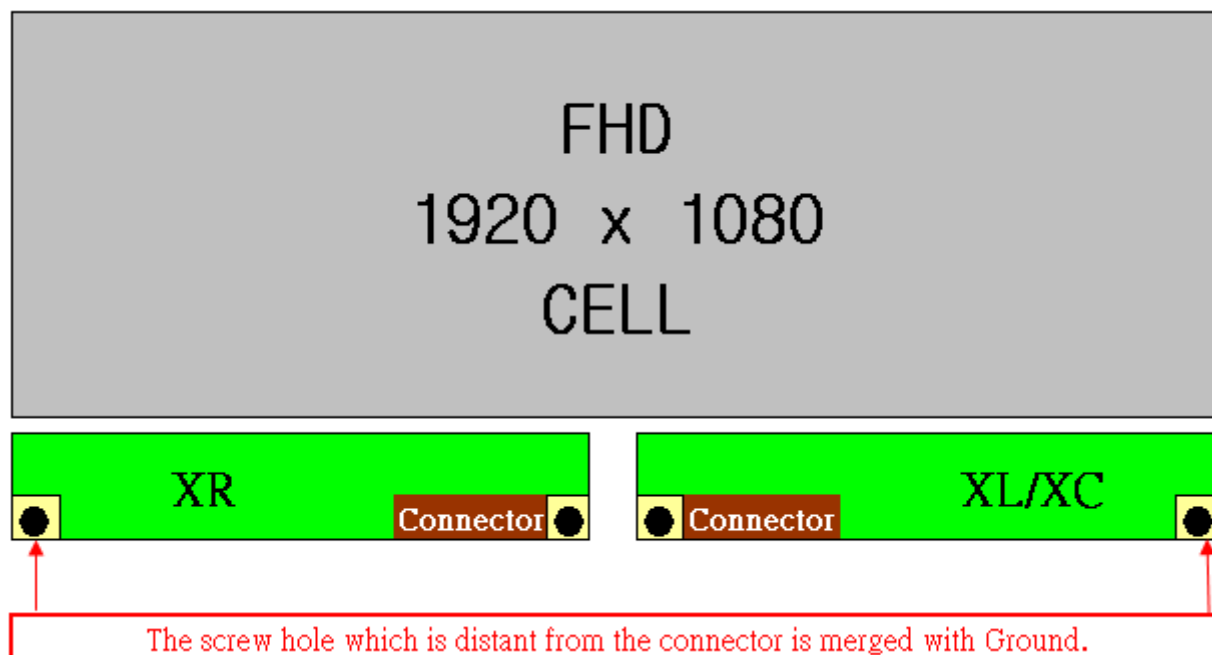 FHD
1920 x 1080
CELL
XR
Connector
Connector
XL/XC
The screw hole which is distant from the connector is merged with Ground.